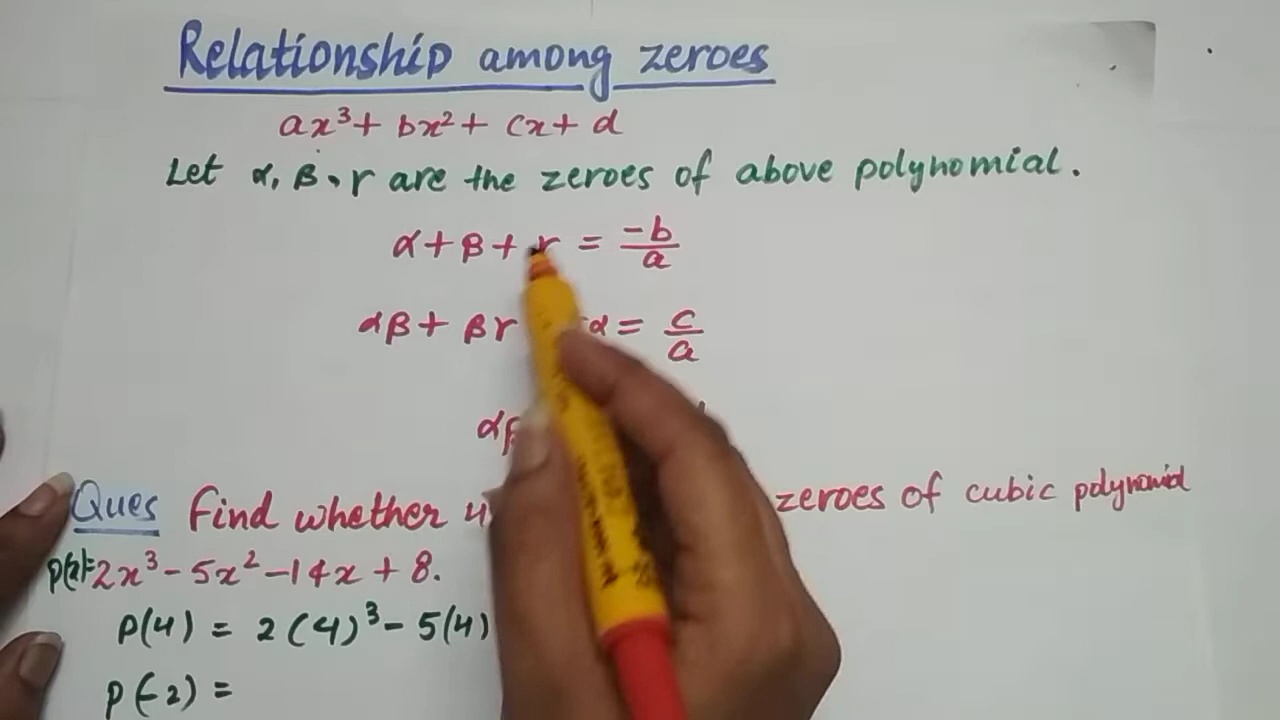 Relationship among zeroes
ax³ + bx² + cx + d
Let α, β, r are the zeroes of above polynomial.
α + β + r = -b/a
αβ + βr α = c/a
αβ
Ques Find whether 4 zeroes of cubic polynomial
p(x)=2x³ - 5x² - 14x + 8.
p(4) = 2(4)³ - 5(4)
p(-2) =